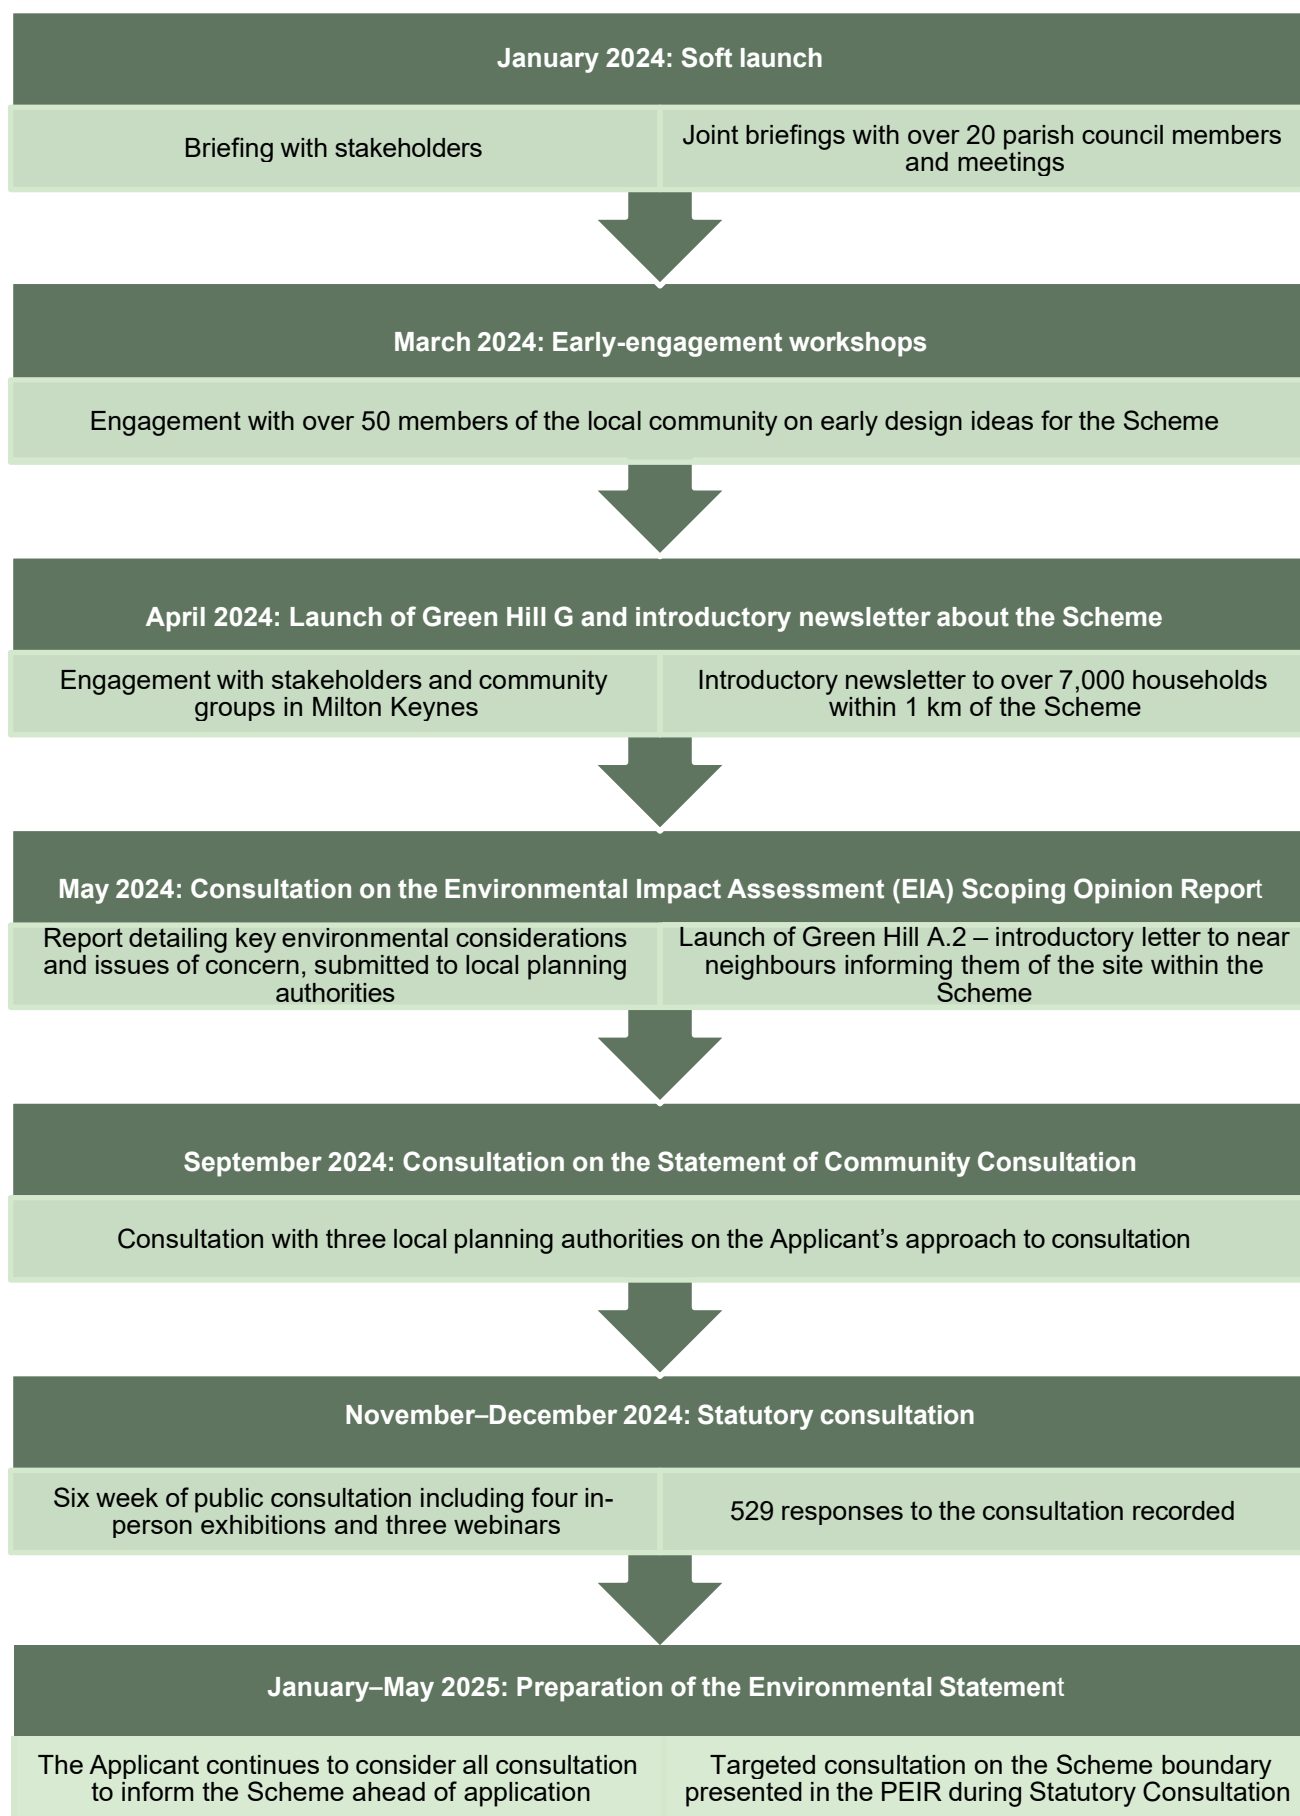 January 2024: Soft launch
Briefing with stakeholders
Joint briefings with over 20 parish council members
and meetings
March 2024: Early-engagement workshops
Engagement with over 50 members of the local community on early design ideas for the Scheme
April 2024: Launch of Green Hill G and introductory newsletter about the Scheme
Engagement with stakeholders and community
groups in Milton Keynes
Introductory newsletter to over 7,000 households
within 1 km of the Scheme
May 2024: Consultation on the Environmental Impact Assessment (EIA) Scoping Opinion Report
Report detailing key environmental considerations
and issues of concern, submitted to local planning
authorities
Launch of Green Hill A.2 – introductory letter to near
neighbours informing them of the site within the
Scheme
September 2024: Consultation on the Statement of Community Consultation
Consultation with three local planning authorities on the Applicant’s approach to consultation
November–December 2024: Statutory consultation
Six week of public consultation including four in-
person exhibitions and three webinars
529 responses to the consultation recorded
January–May 2025: Preparation of the Environmental Statement
The Applicant continues to consider all consultation
to inform the Scheme ahead of application
Targeted consultation on the Scheme boundary
presented in the PEIR during Statutory Consultation